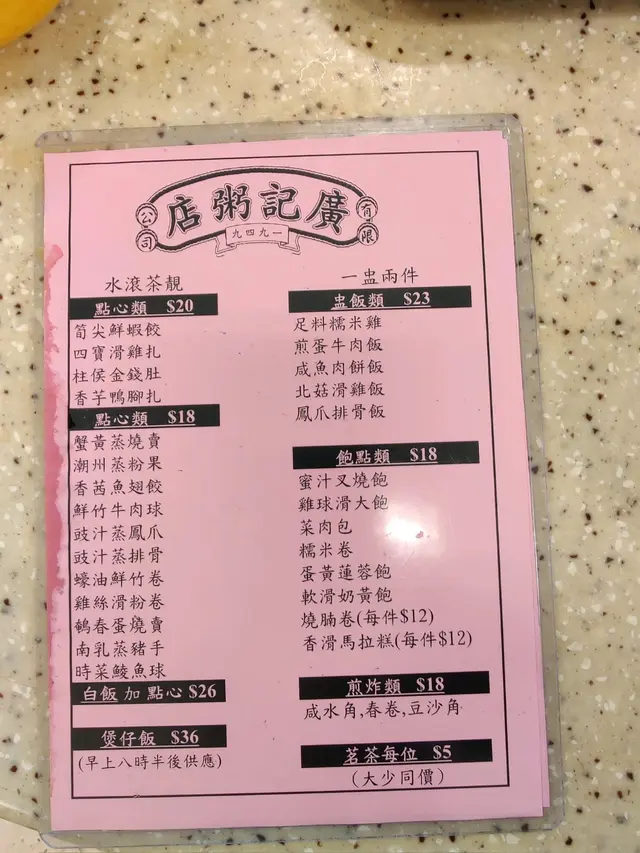 廣記粥店
有限
公司
一九四九
水滾茶靚
點心類 $20
筍尖鮮蝦餃
四寶滑雞扎
柱侯金錢肚
香芋鴨腳扎
點心類 $18
蟹黃蒸燒賣
潮州蒸粉果
香茜魚翅餃
鮮竹牛肉球
豉汁蒸鳳爪
豉汁蒸排骨
蠔油鮮竹卷
雞絲滑粉卷
鵪春蛋燒賣
南乳蒸豬手
時菜鯪魚球
白飯加點心 $26
煲仔飯 $36
(早上八時半後供應)
一盅兩件
盅飯類 $23
足料糯米雞
煎蛋牛肉飯
咸魚肉餅飯
北菇滑雞飯
鳳爪排骨飯
飽點類 $18
蜜汁叉燒飽
雞球滑大飽
菜肉包
糯米卷
蛋黃蓮蓉飽
軟滑奶黃飽
燒腩卷(每件$12)
香滑馬拉糕(每件$12)
煎炸類 $18
咸水角,春卷,豆沙角
茗茶每位 $5
(大少同價)